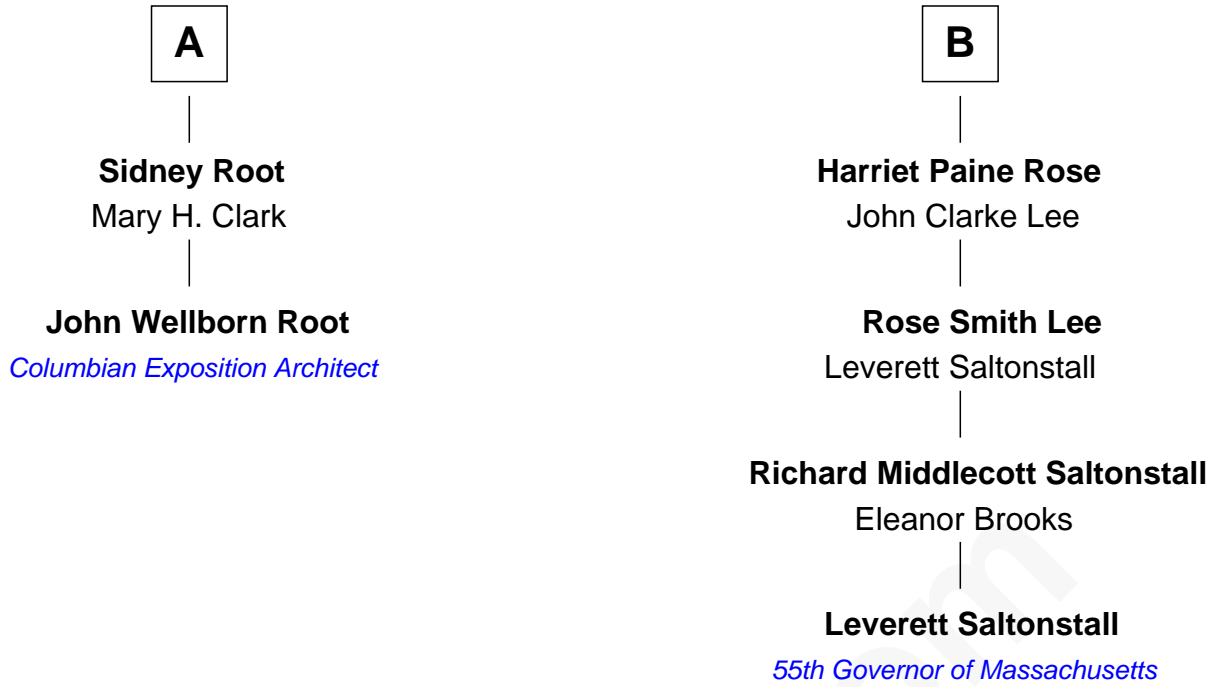 A
Sidney Root
Mary H. Clark
John Wellborn Root
Columbian Exposition Architect
B
Harriet Paine Rose
John Clarke Lee
Rose Smith Lee
Leverett Saltonstall
Richard Middlecott Saltonstall
Eleanor Brooks
Leverett Saltonstall
55th Governor of Massachusetts